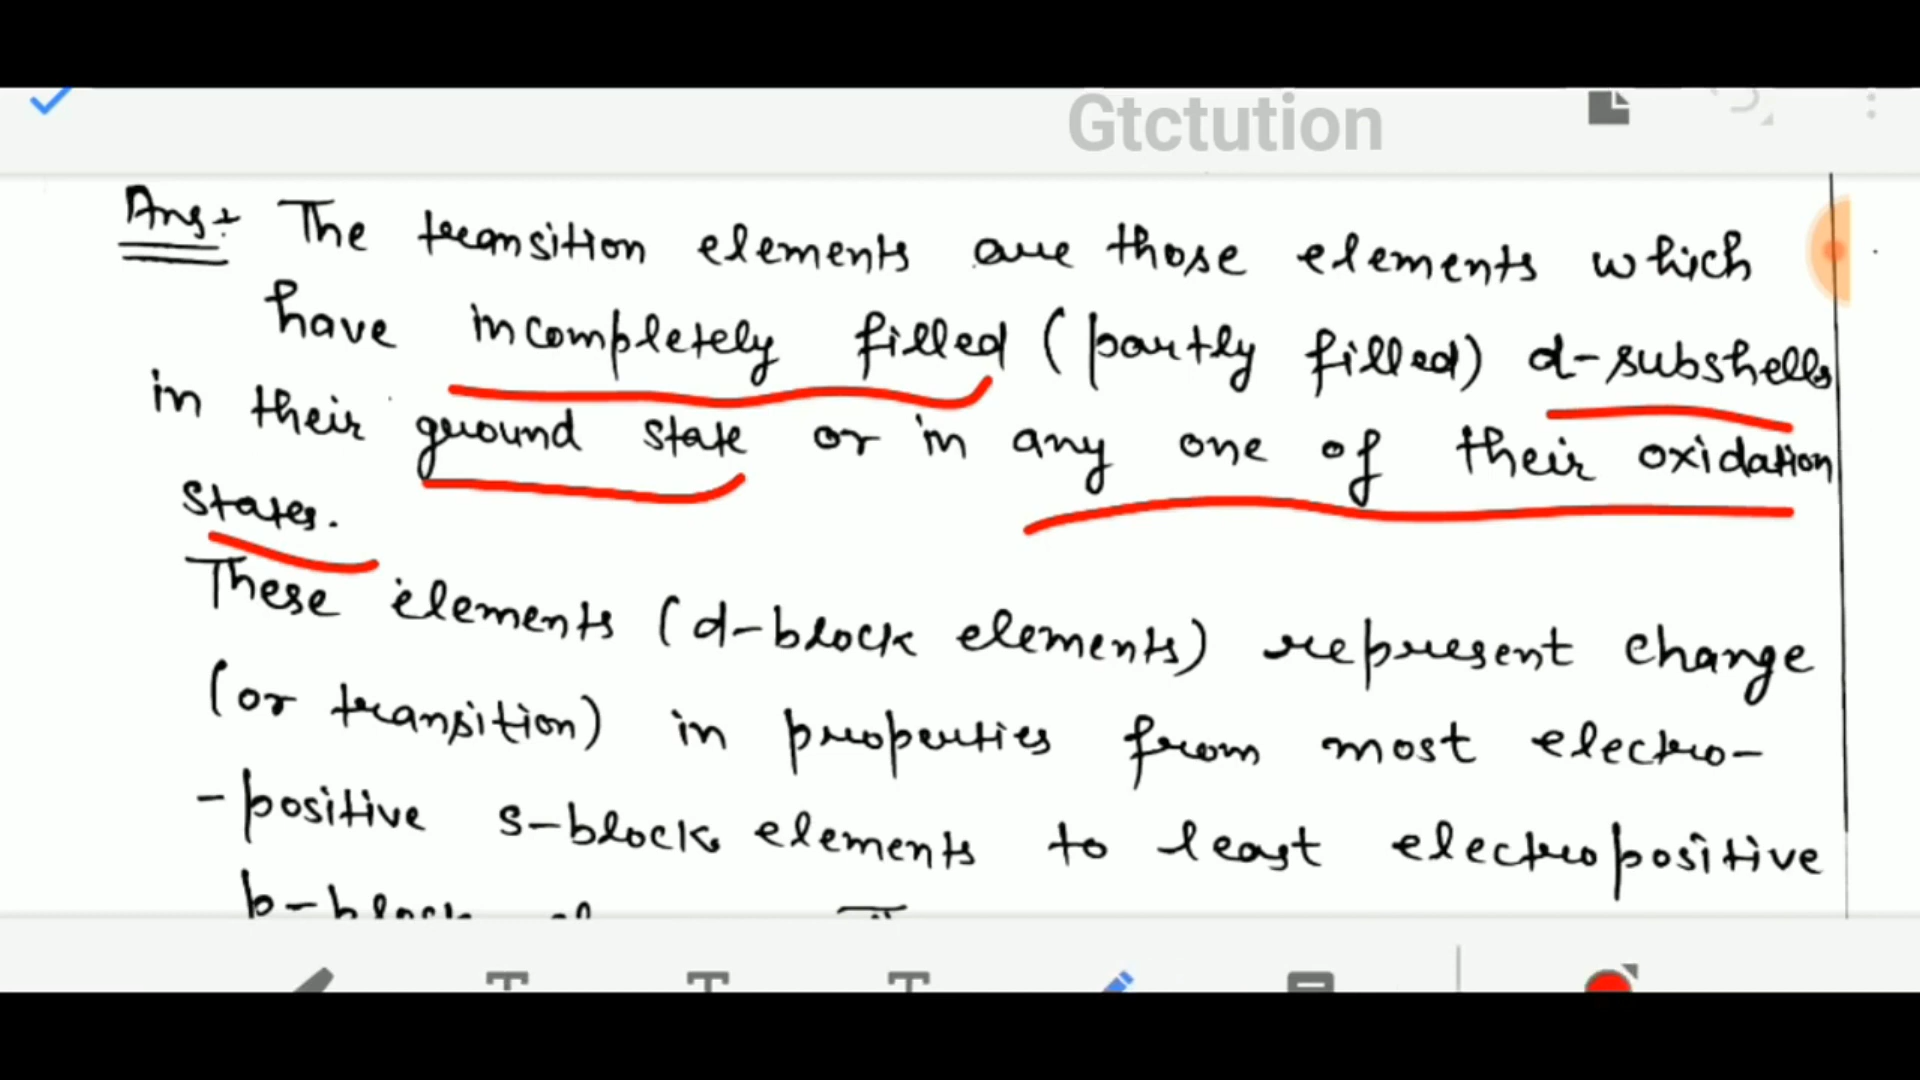 Gtctution
Ans:- The transition elements are those elements which
have incompletely filled (partly filled) d-subshells
in their ground state or in any one of their oxidation
states.
These elements (d-block elements) represent change
(or transition) in properties from most electro-
-positive s-block elements to least electropositive
p-block